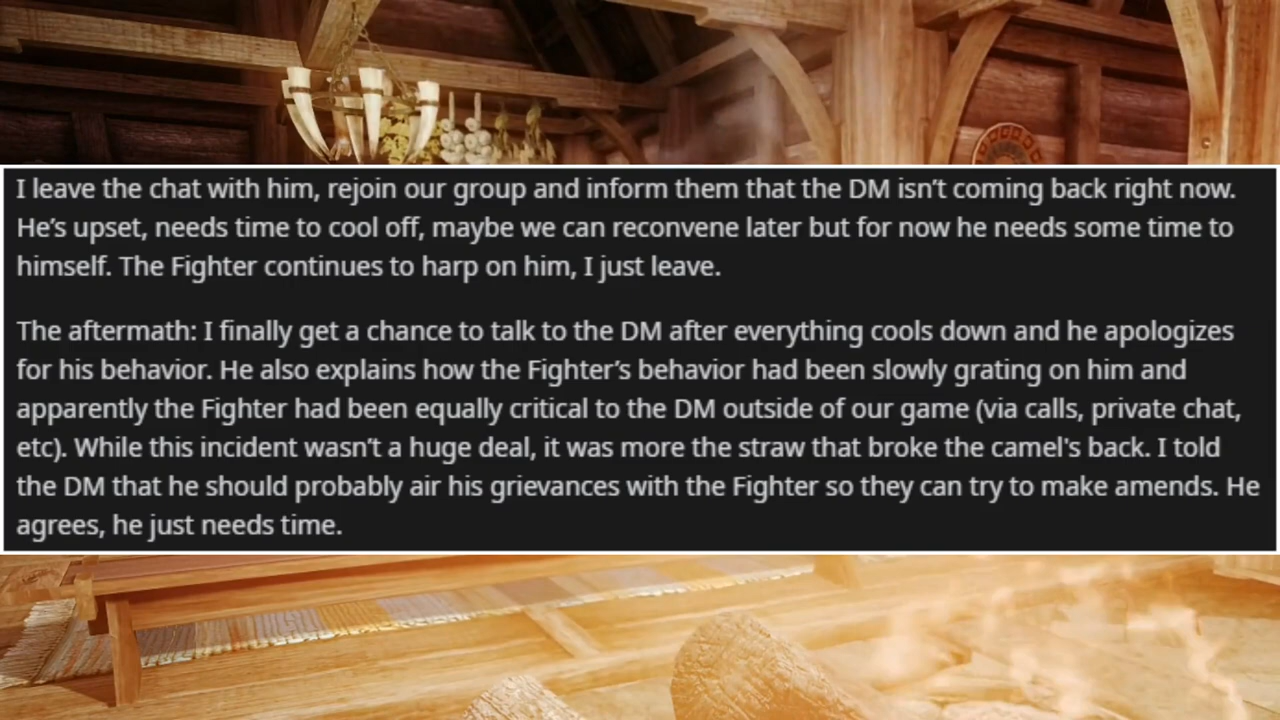 I leave the chat with him, rejoin our group and inform them that the DM isn’t coming back right now.
He’s upset, needs time to cool off, maybe we can reconvene later but for now he needs some time to
himself. The Fighter continues to harp on him, I just leave.
The aftermath: I finally get a chance to talk to the DM after everything cools down and he apologizes
for his behavior. He also explains how the Fighter’s behavior had been slowly grating on him and
apparently the Fighter had been equally critical to the DM outside of our game (via calls, private chat,
etc). While this incident wasn’t a huge deal, it was more the straw that broke the camel's back. I told
the DM that he should probably air his grievances with the Fighter so they can try to make amends. He
agrees, he just needs time.